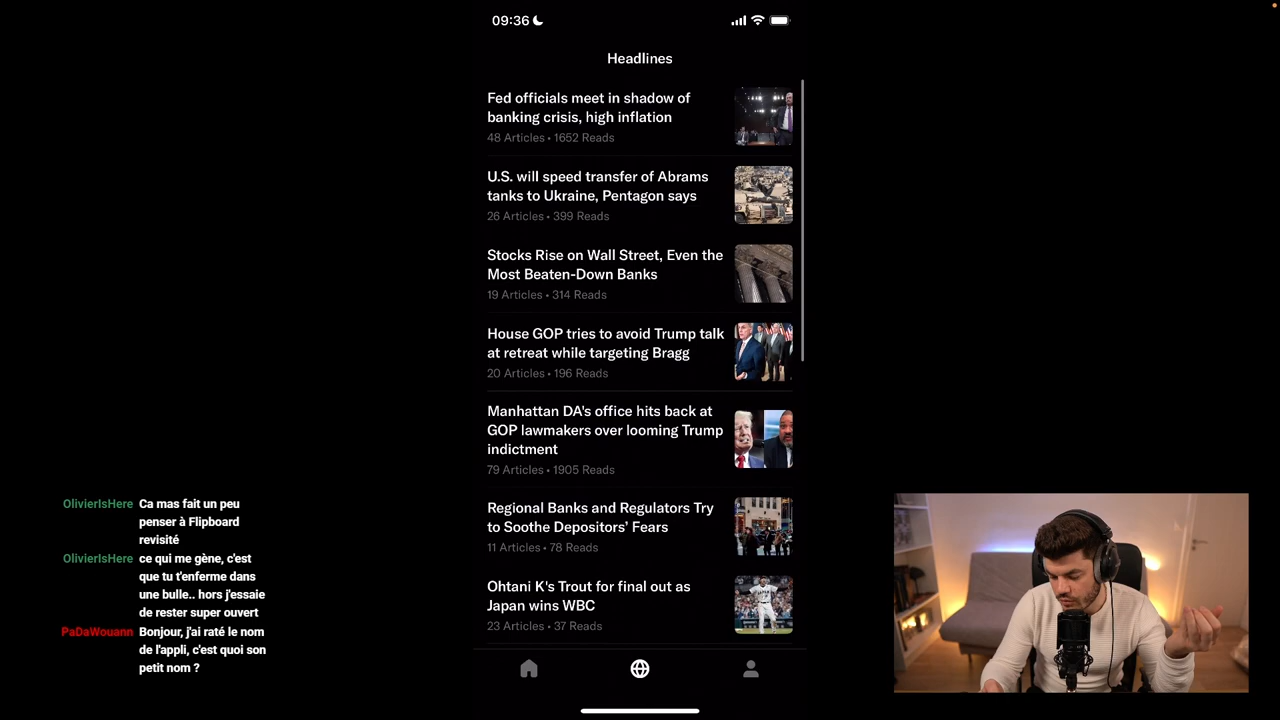 09:36
Headlines
Fed officials meet in shadow of
banking crisis, high inflation
48 Articles • 1652 Reads
U.S. will speed transfer of Abrams
tanks to Ukraine, Pentagon says
26 Articles • 399 Reads
Stocks Rise on Wall Street, Even the
Most Beaten-Down Banks
19 Articles • 314 Reads
House GOP tries to avoid Trump talk
at retreat while targeting Bragg
20 Articles • 196 Reads
Manhattan DA's office hits back at
GOP lawmakers over looming Trump
indictment
79 Articles • 1905 Reads
Regional Banks and Regulators Try
to Soothe Depositors' Fears
11 Articles • 78 Reads
Ohtani K's Trout for final out as
Japan wins WBC
23 Articles • 37 Reads
OlivierIsHere Ca mas fait un peu
penser à Flipboard
revisité
OlivierIsHere ce qui me gène, c'est
que tu t'enferme dans
une bulle.. hors j'essaie
de rester super ouvert
PaDaWouann Bonjour, j'ai raté le nom
de l'appli, c'est quoi son
petit nom ?